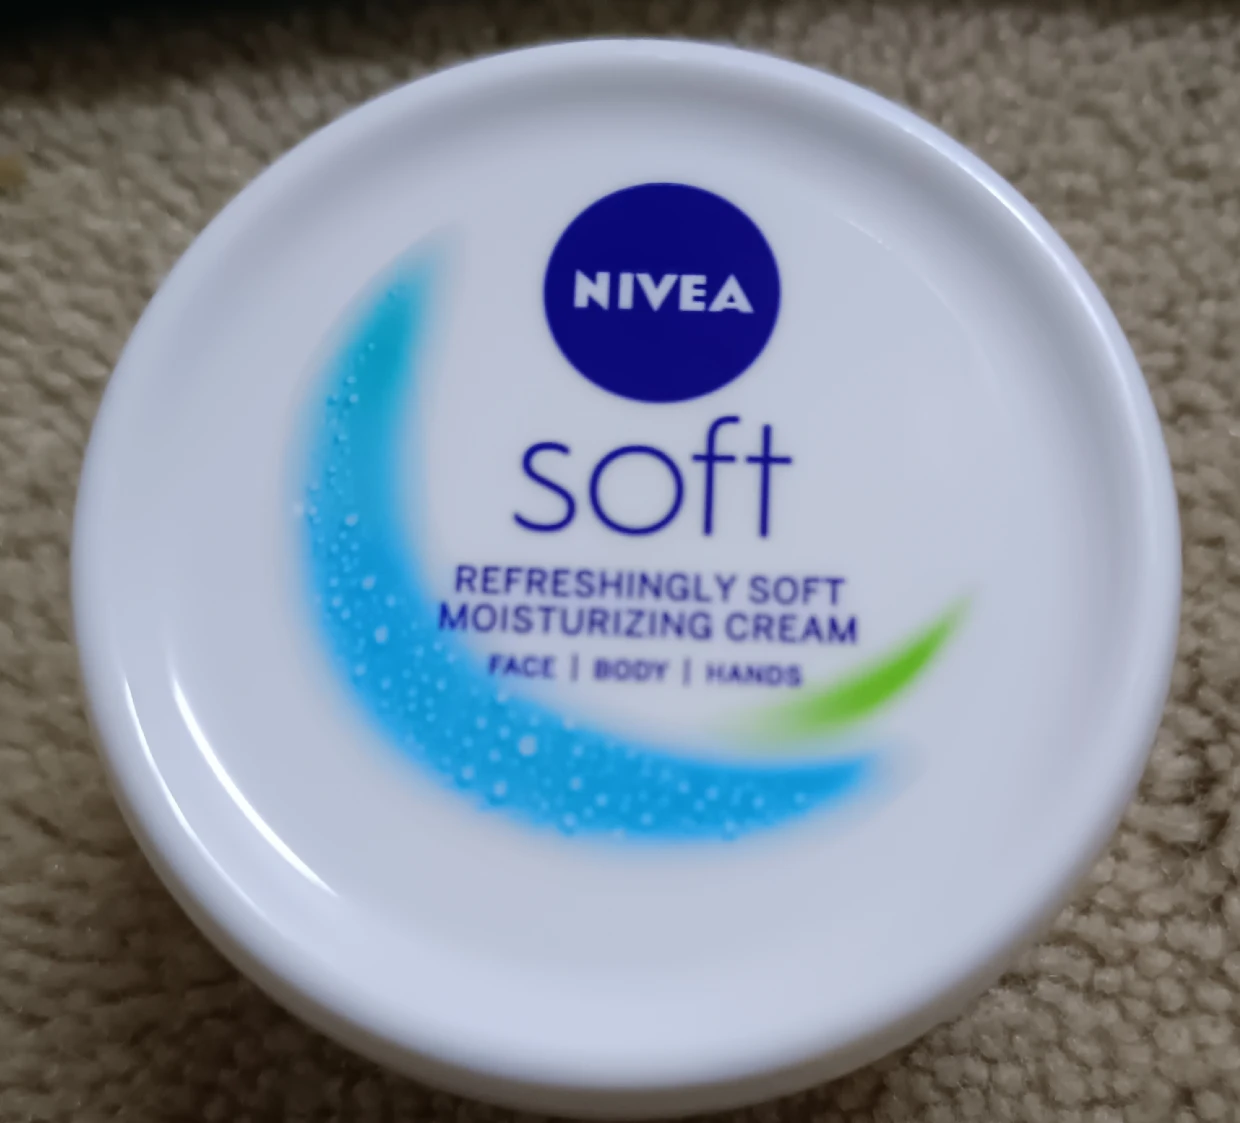 NIVEA
soft
REFRESHINGLY SOFT
MOISTURIZING CREAM
FACE | BODY | HANDS